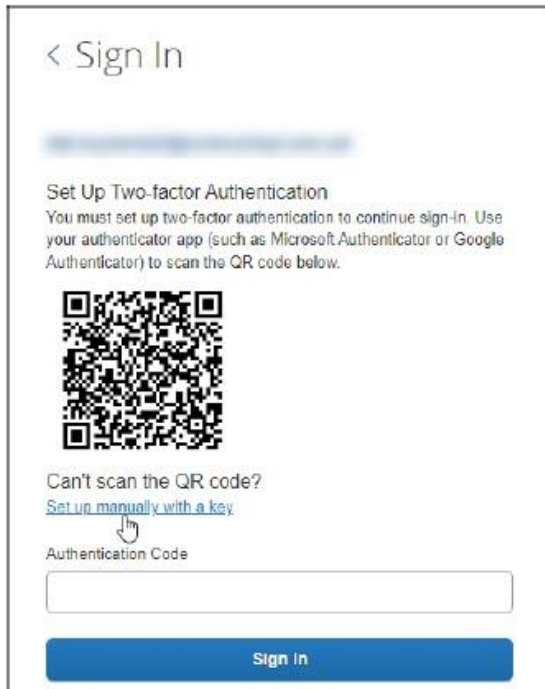 < Sign In
Set Up Two-factor Authentication
You must set up two-factor authentication to continue sign-in. Use
your authenticator app (such as Microsoft Authenticator or Google
Authenticator) to scan the QR code below.
Can't scan the QR code?
Set up manually with a key
Authentication Code
Sign In